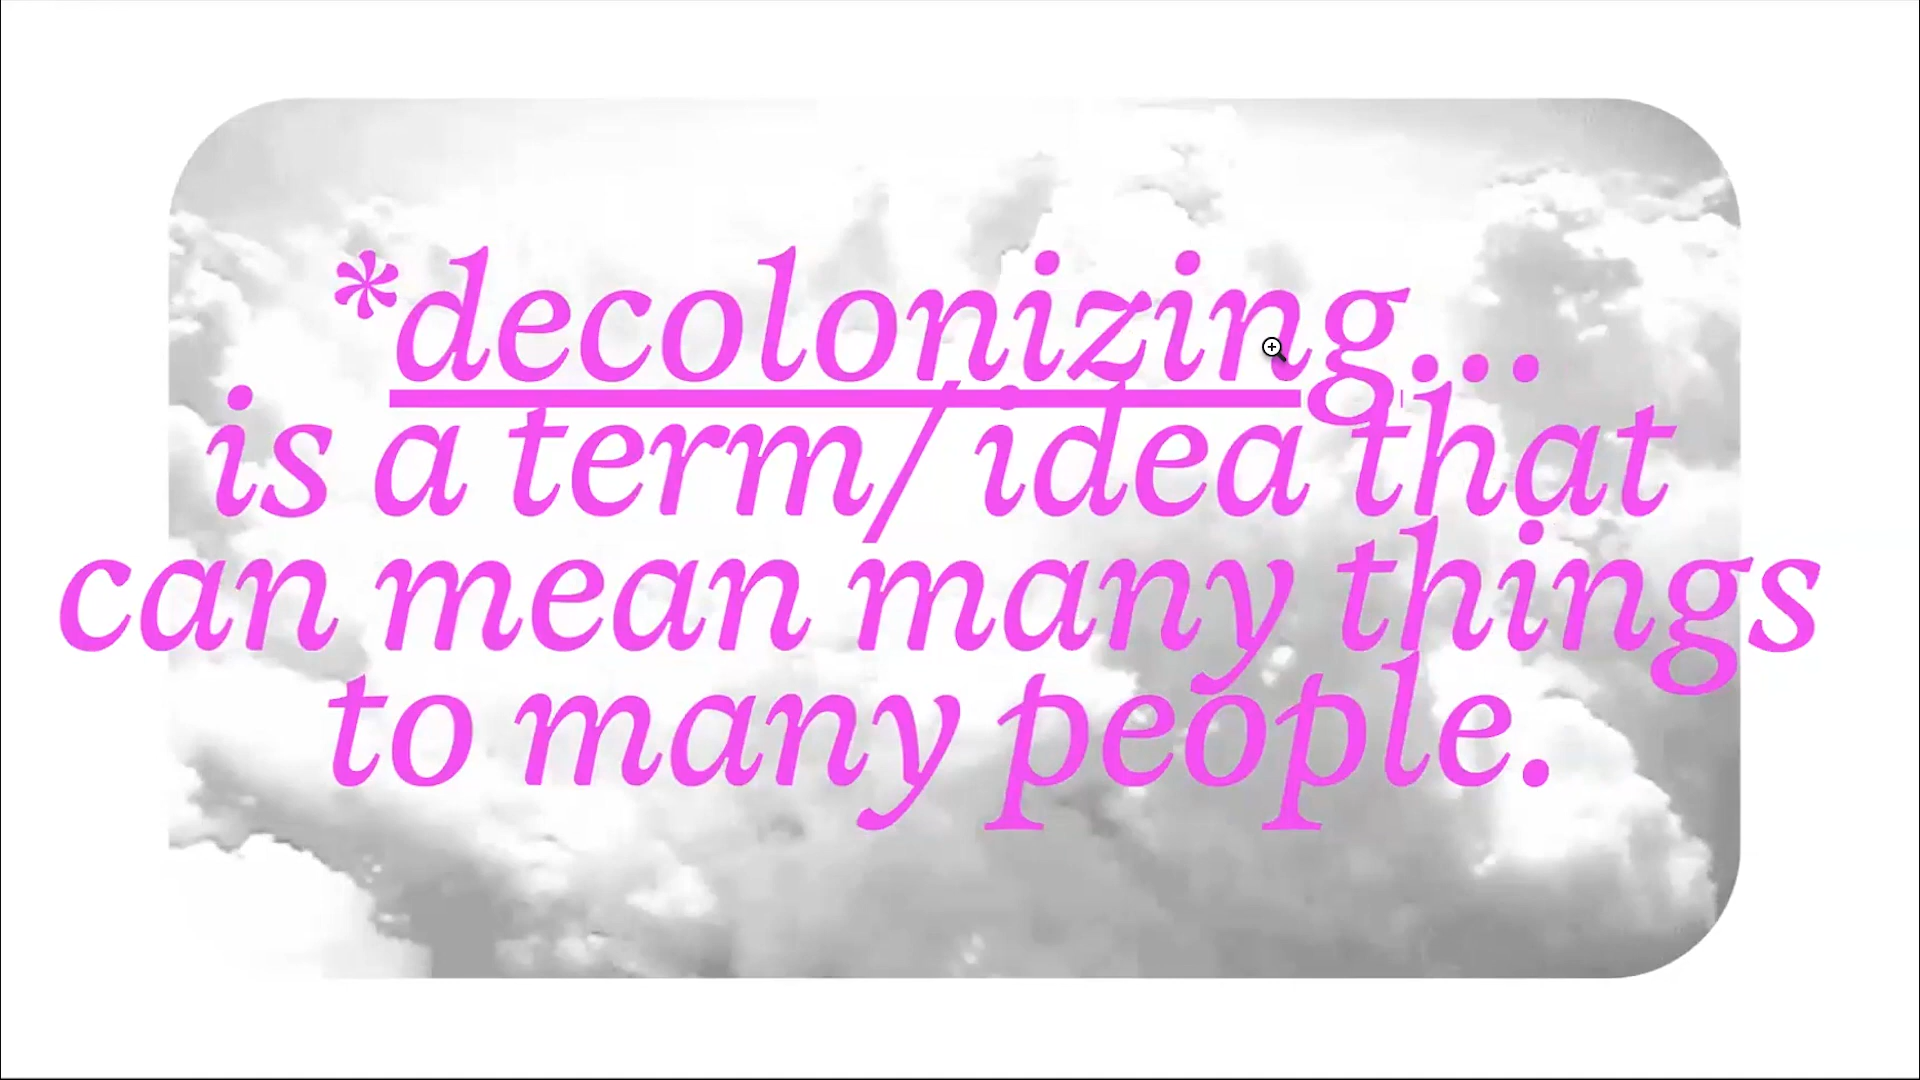 *decolonizing...
is a term/ idea that
can mean many things
to many people.